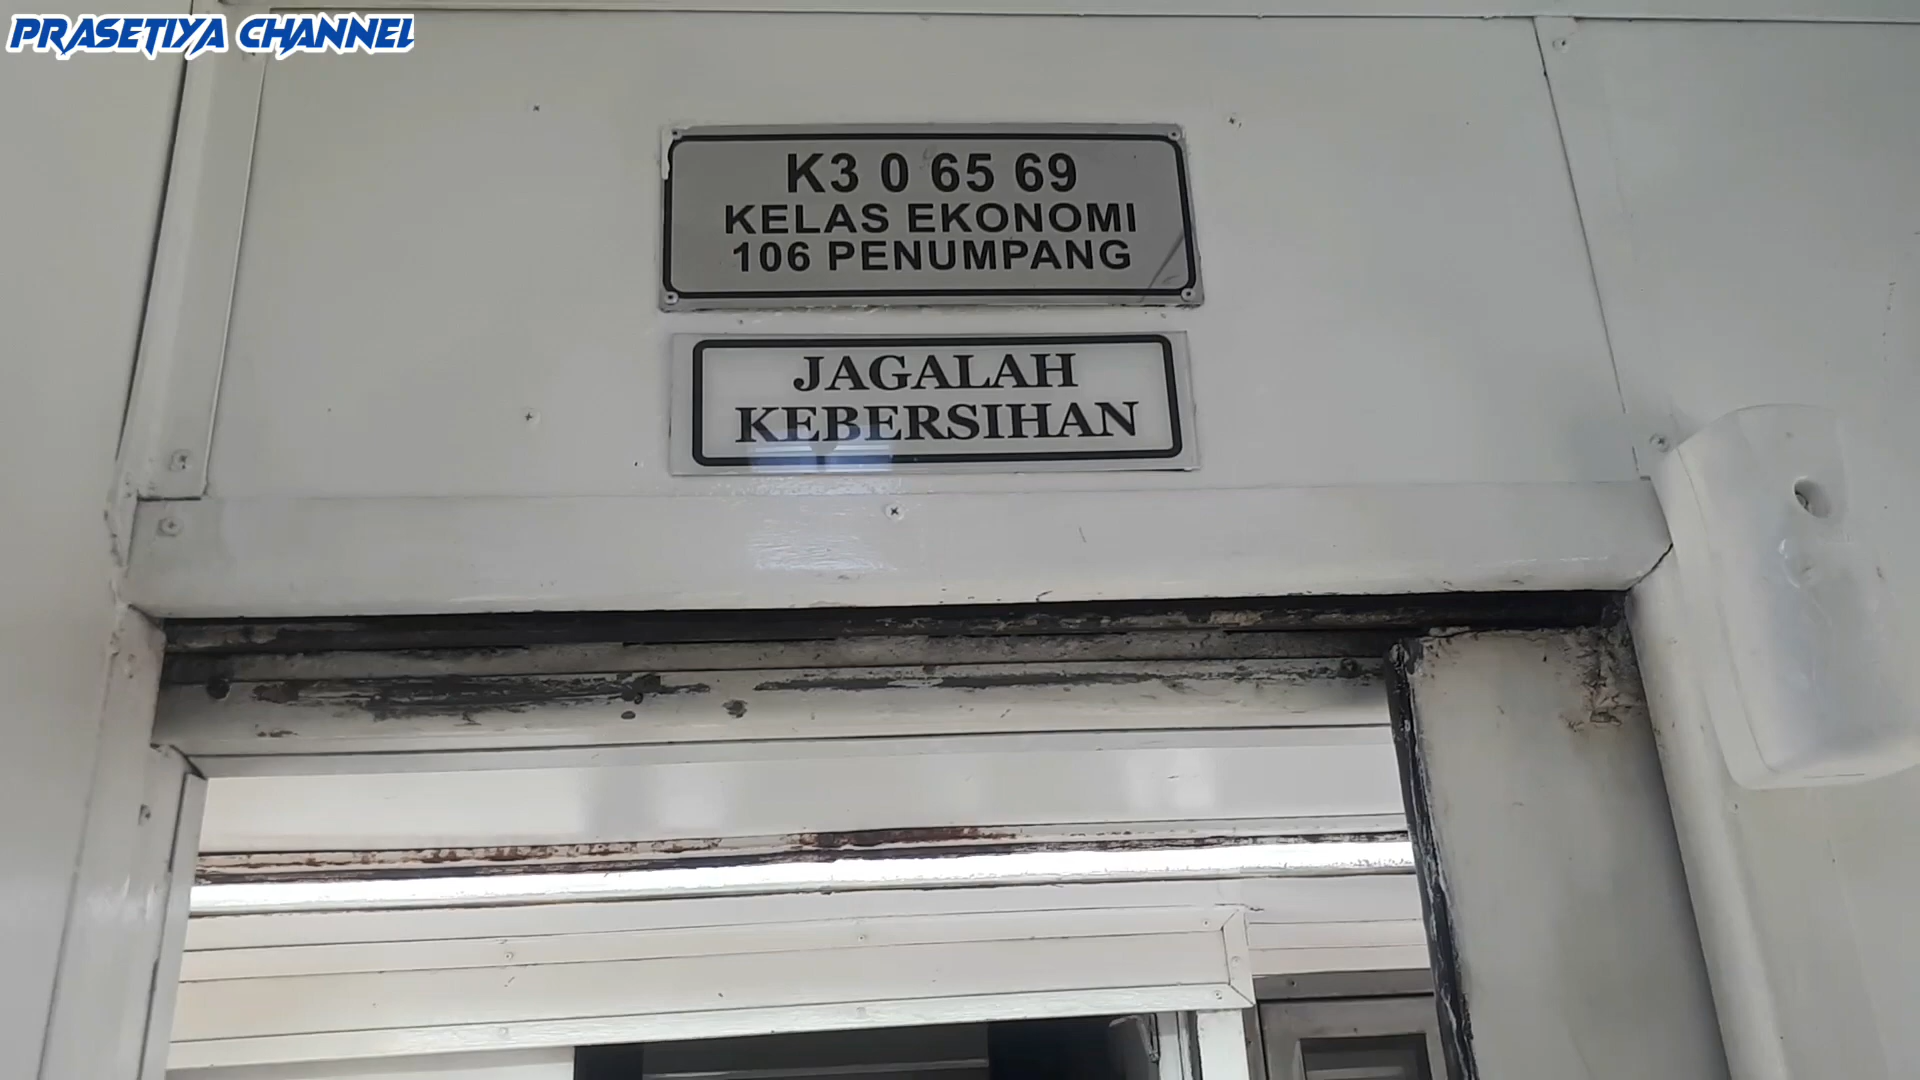 PRASETIYA CHANNEL
K3 0 65 69
KELAS EKONOMI
106 PENUMPANG
JAGALAH
KEBERSIHAN